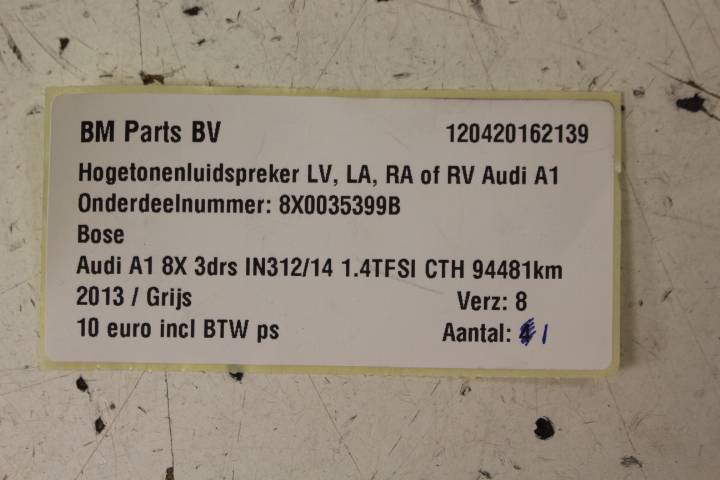 BM Parts BV 120420162139
Hogetonenluidspreker LV, LA, RA of RV Audi A1
Onderdeelnummer: 8X0035399B
Bose
Audi A1 8X 3drs IN312/14 1.4TFSI CTH 94481km
2013 / Grijs Verz: 8
10 euro incl BTW ps Aantal: 1